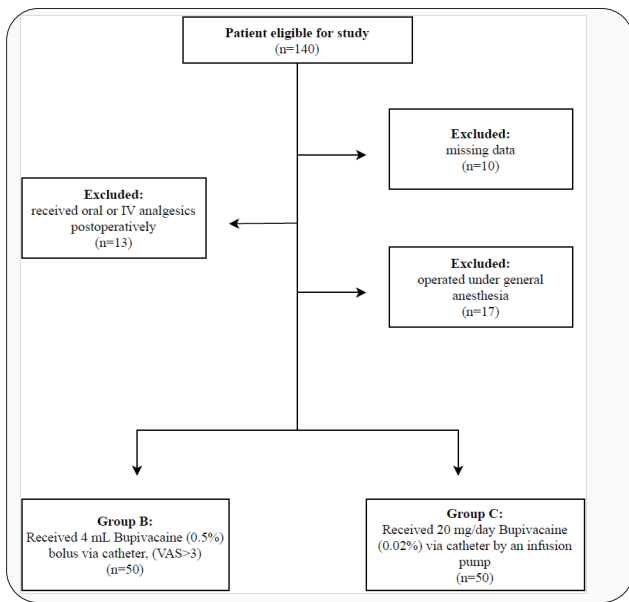 Patient eligible for study
(n=140)
Excluded:
missing data
(n=10)
Excluded:
received oral or IV analgesics
postoperatively
(n=13)
Excluded:
operated under general
anesthesia
(n=17)
Group B:
Received 4 mL Bupivacaine (0.5%)
bolus via catheter, (VAS>3)
(n=50)
Group C:
Received 20 mg/day Bupivacaine
(0.02%) via catheter by an infusion
pump
(n=50)